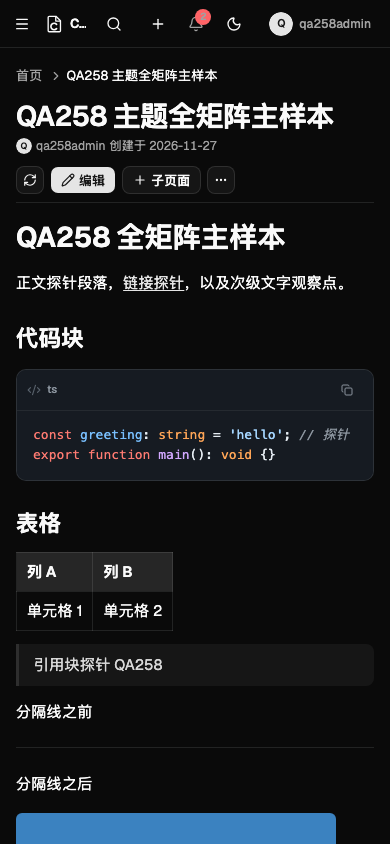 C...
Q qa258admin
首页 > QA258 主题全矩阵主样本
QA258 主题全矩阵主样本
Q qa258admin 创建于 2026-11-27
编辑 + 子页面 ...
QA258 全矩阵主样本
正文探针段落，链接探针，以及次级文字观察点。
代码块
</> ts
const greeting: string = 'hello'; // 探针
export function main(): void {}
表格
列 A 列 B
单元格 1 单元格 2
引用块探针 QA258
分隔线之前
分隔线之后